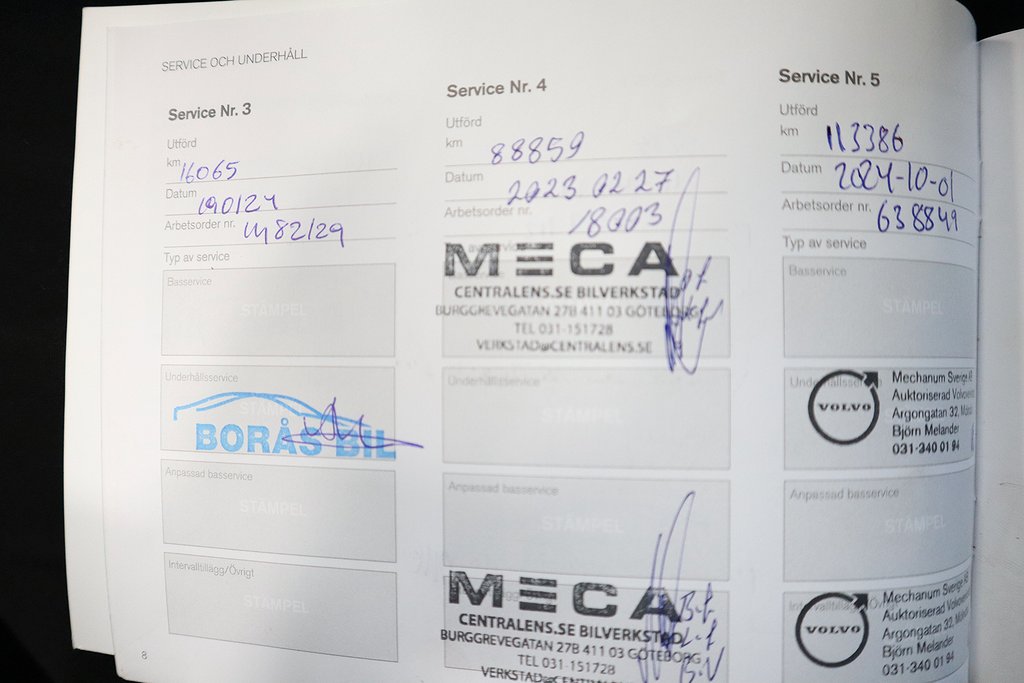 SERVICE OCH UNDERHÅLL
Service Nr. 3
Utförd
km 16065
Datum 190124
Arbetsorder nr.
Typ av service
Basservice
STÄMPEL
Underhållsservice
STÄMPEL
BORÅS BIL
Anpassad basservice
STÄMPEL
Intervalltillägg/Övrigt
STÄMPEL
8
Service Nr. 4
Utförd
km 88859
Datum 2023 02 27
Arbetsorder nr. 18003
MECA
CENTRALENS.SE BILVERKSTAD
BURGGREVEGATAN 27B 411 03 GÖTEBORG
TEL 031-151728
VERKSTAD@CENTRALENS.SE
Underhållsservice
STÄMPEL
Anpassad basservice
STÄMPEL
MECA
CENTRALENS.SE BILVERKSTAD
BURGGREVEGATAN 27B 411 03 GÖTEBORG
TEL 031-151728
Service Nr. 5
Utförd
km 113386
Datum 2024-10-01
Arbetsorder nr. 638849
Typ av service
Basservice
STÄMPEL
Underhållsservice
VOLVO
Mechanum Sverige AB
Auktoriserad
Argongatan 32,
Björn Melander
031-340 01 94
Anpassad basservice
STÄMPEL
Intervalltillägg/Övrigt
VOLVO
Mechanum Sverige
Auktoriserad
Argongatan 32,
Björn Melander
031-340 01 94